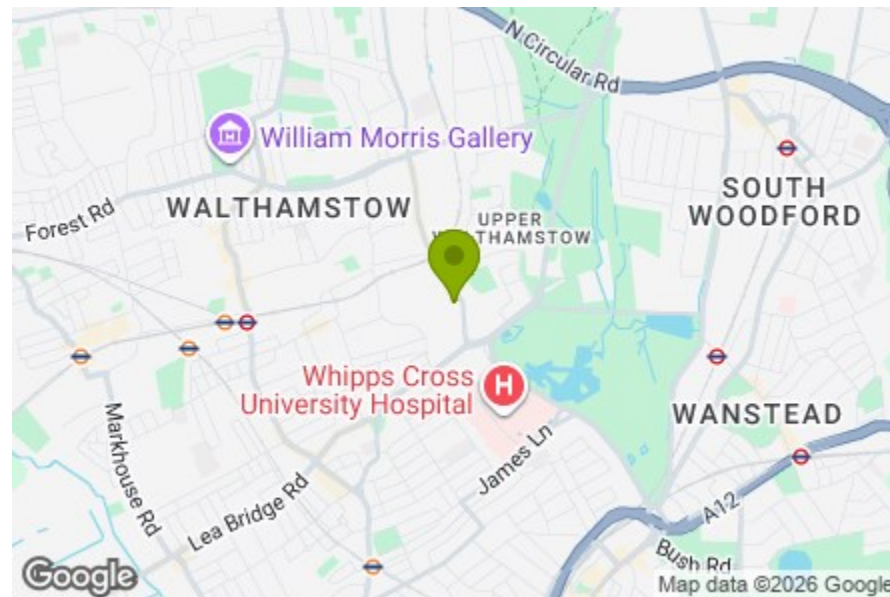 N Circular Rd
William Morris Gallery
Forest Rd
WALTHAMSTOW
SOUTH
WOODFORD
UPPER
WALTHAMSTOW
Whipps Cross
University Hospital
H
WANSTEAD
Markhouse Rd
James Ln
Lea Bridge Rd
A12
Bush Rd
Google
Map data ©2026 Google